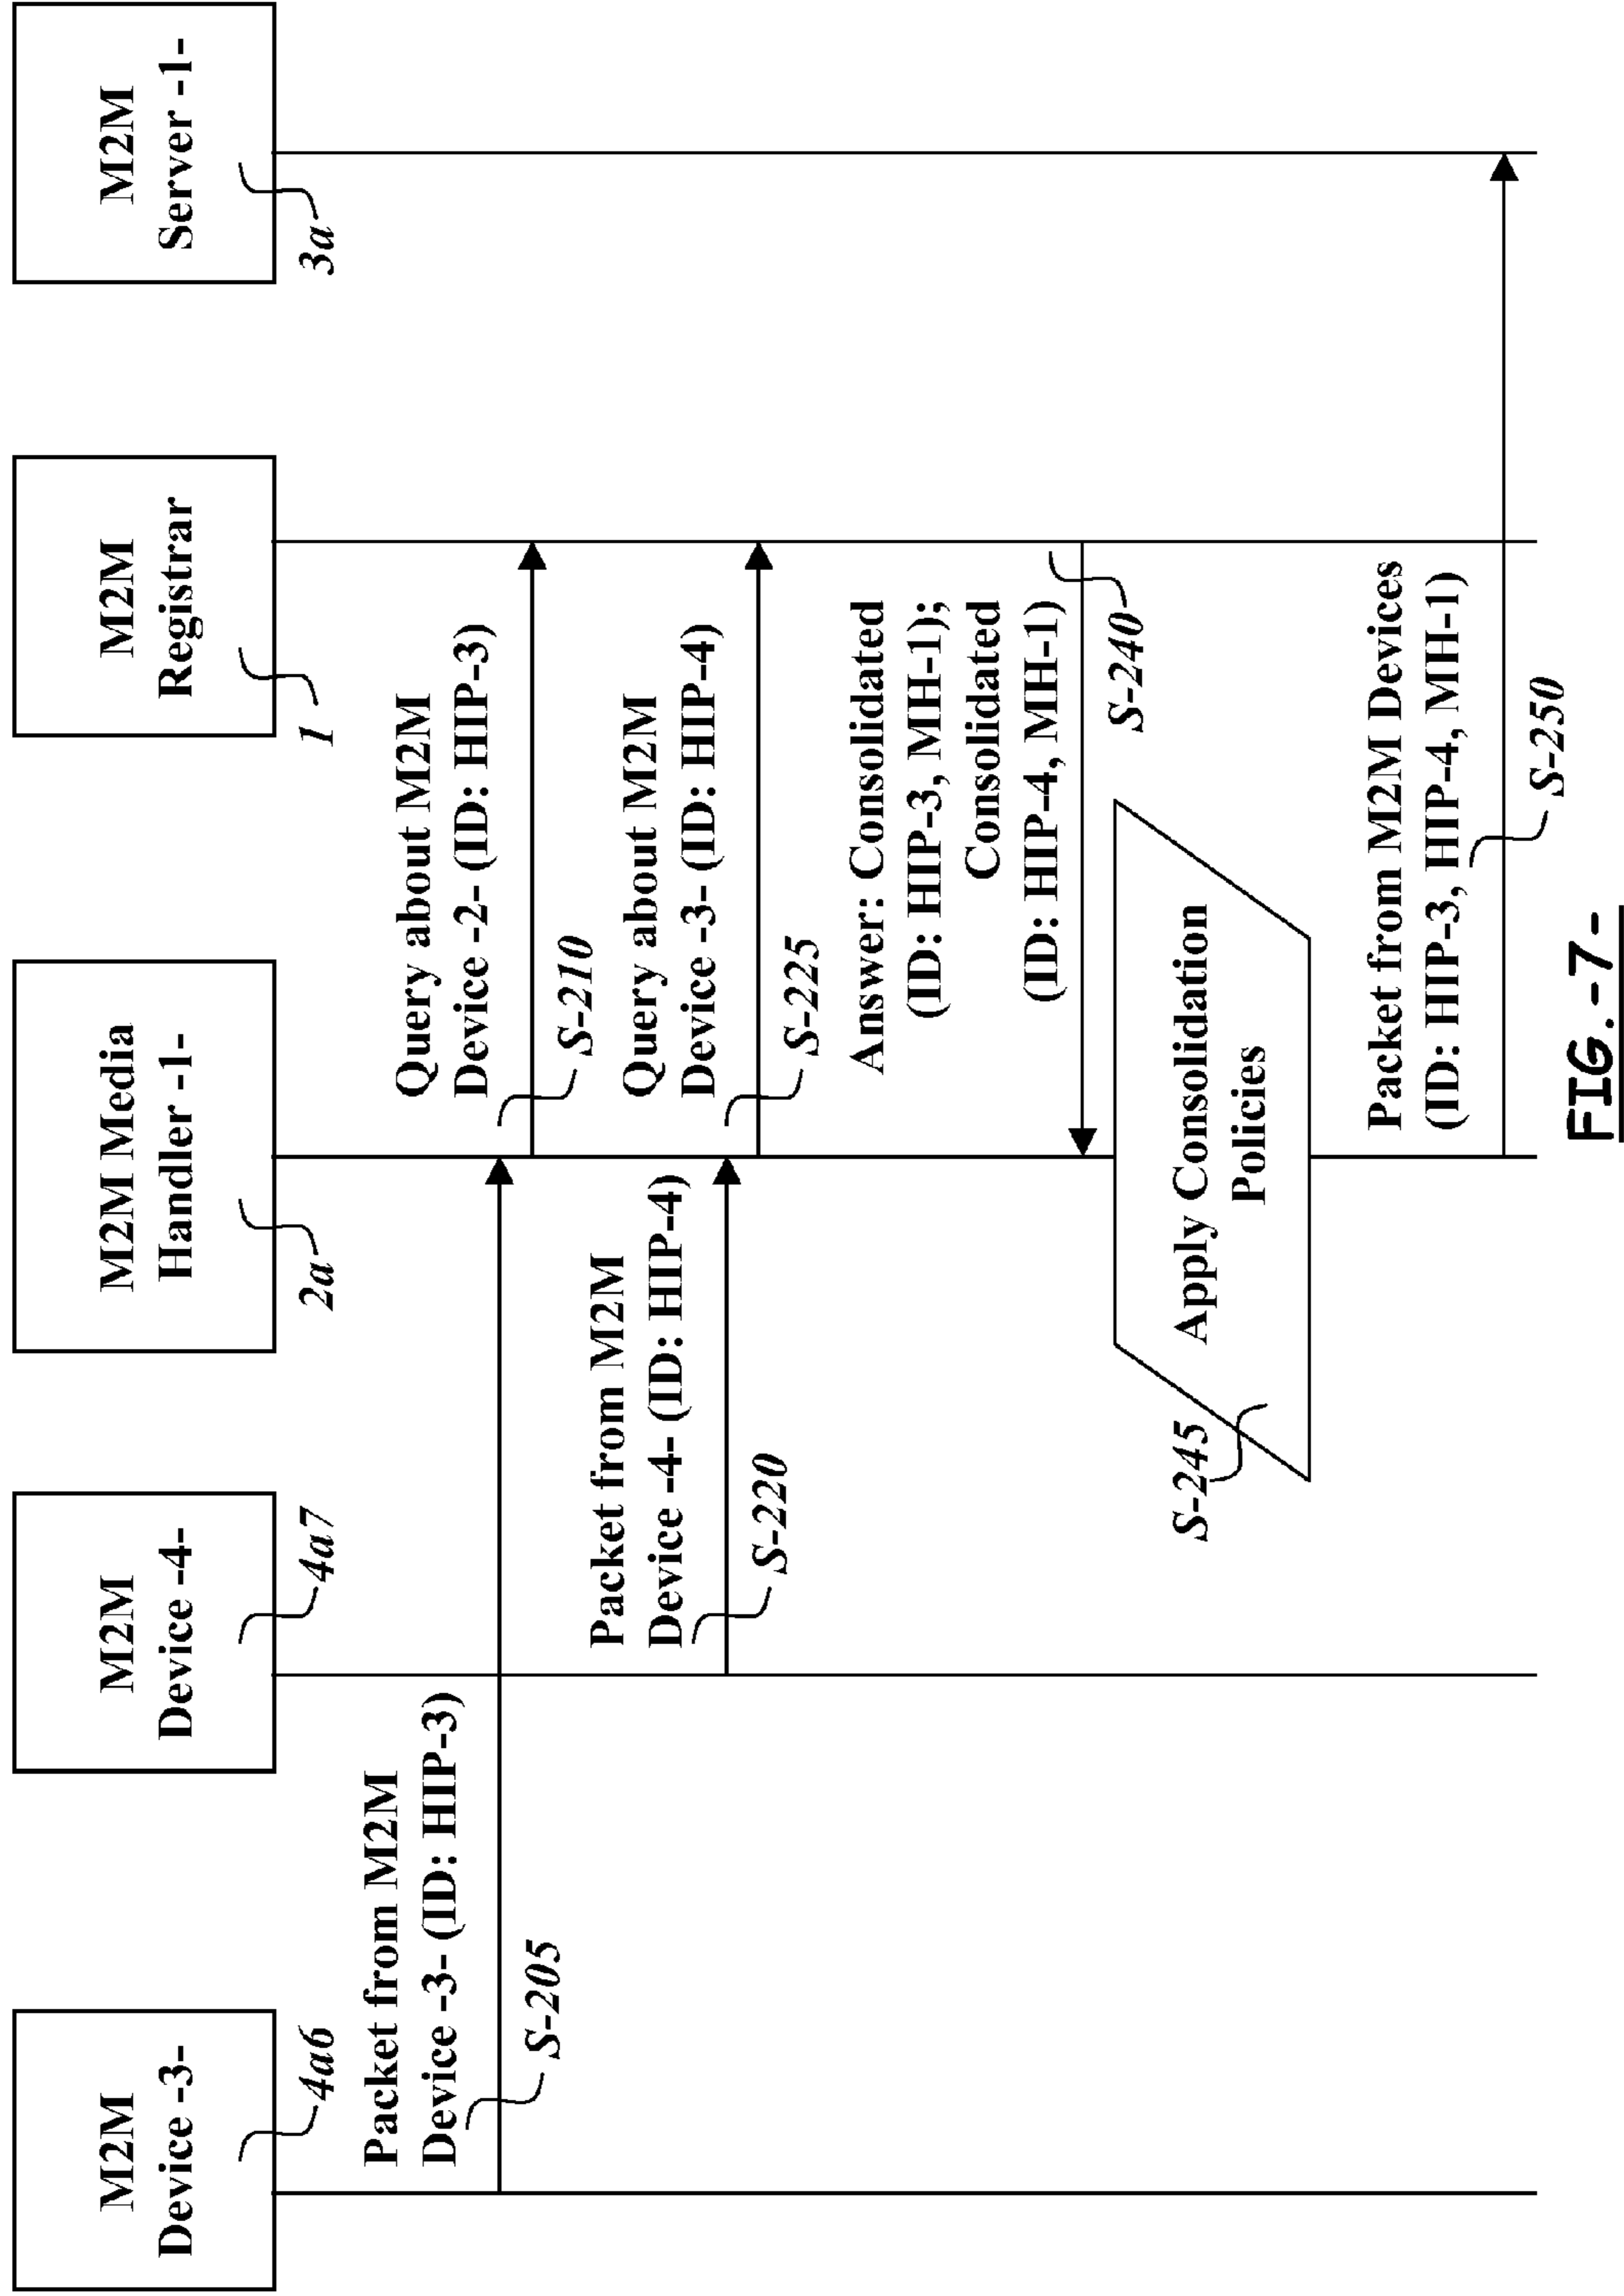 M2M
Device -3-
4a6
M2M
Device -4-
4a7
M2M Media
Handler -1-
2a
M2M
Registrar
1
M2M
Server -1-
3a
Packet from M2M
Device -3- (ID: HIP-3)
S-205
Query about M2M
Device -2- (ID: HIP-3)
S-210
Packet from M2M
Device -4- (ID: HIP-4)
S-220
Query about M2M
Device -3- (ID: HIP-4)
S-225
Answer: Consolidated
(ID: HIP-3, MH-1);
Consolidated
(ID: HIP-4, MH-1)
S-240
Apply Consolidation
Policies
S-245
Packet from M2M Devices
(ID: HIP-3, HIP-4, MH-1)
S-250
FIG.-7-